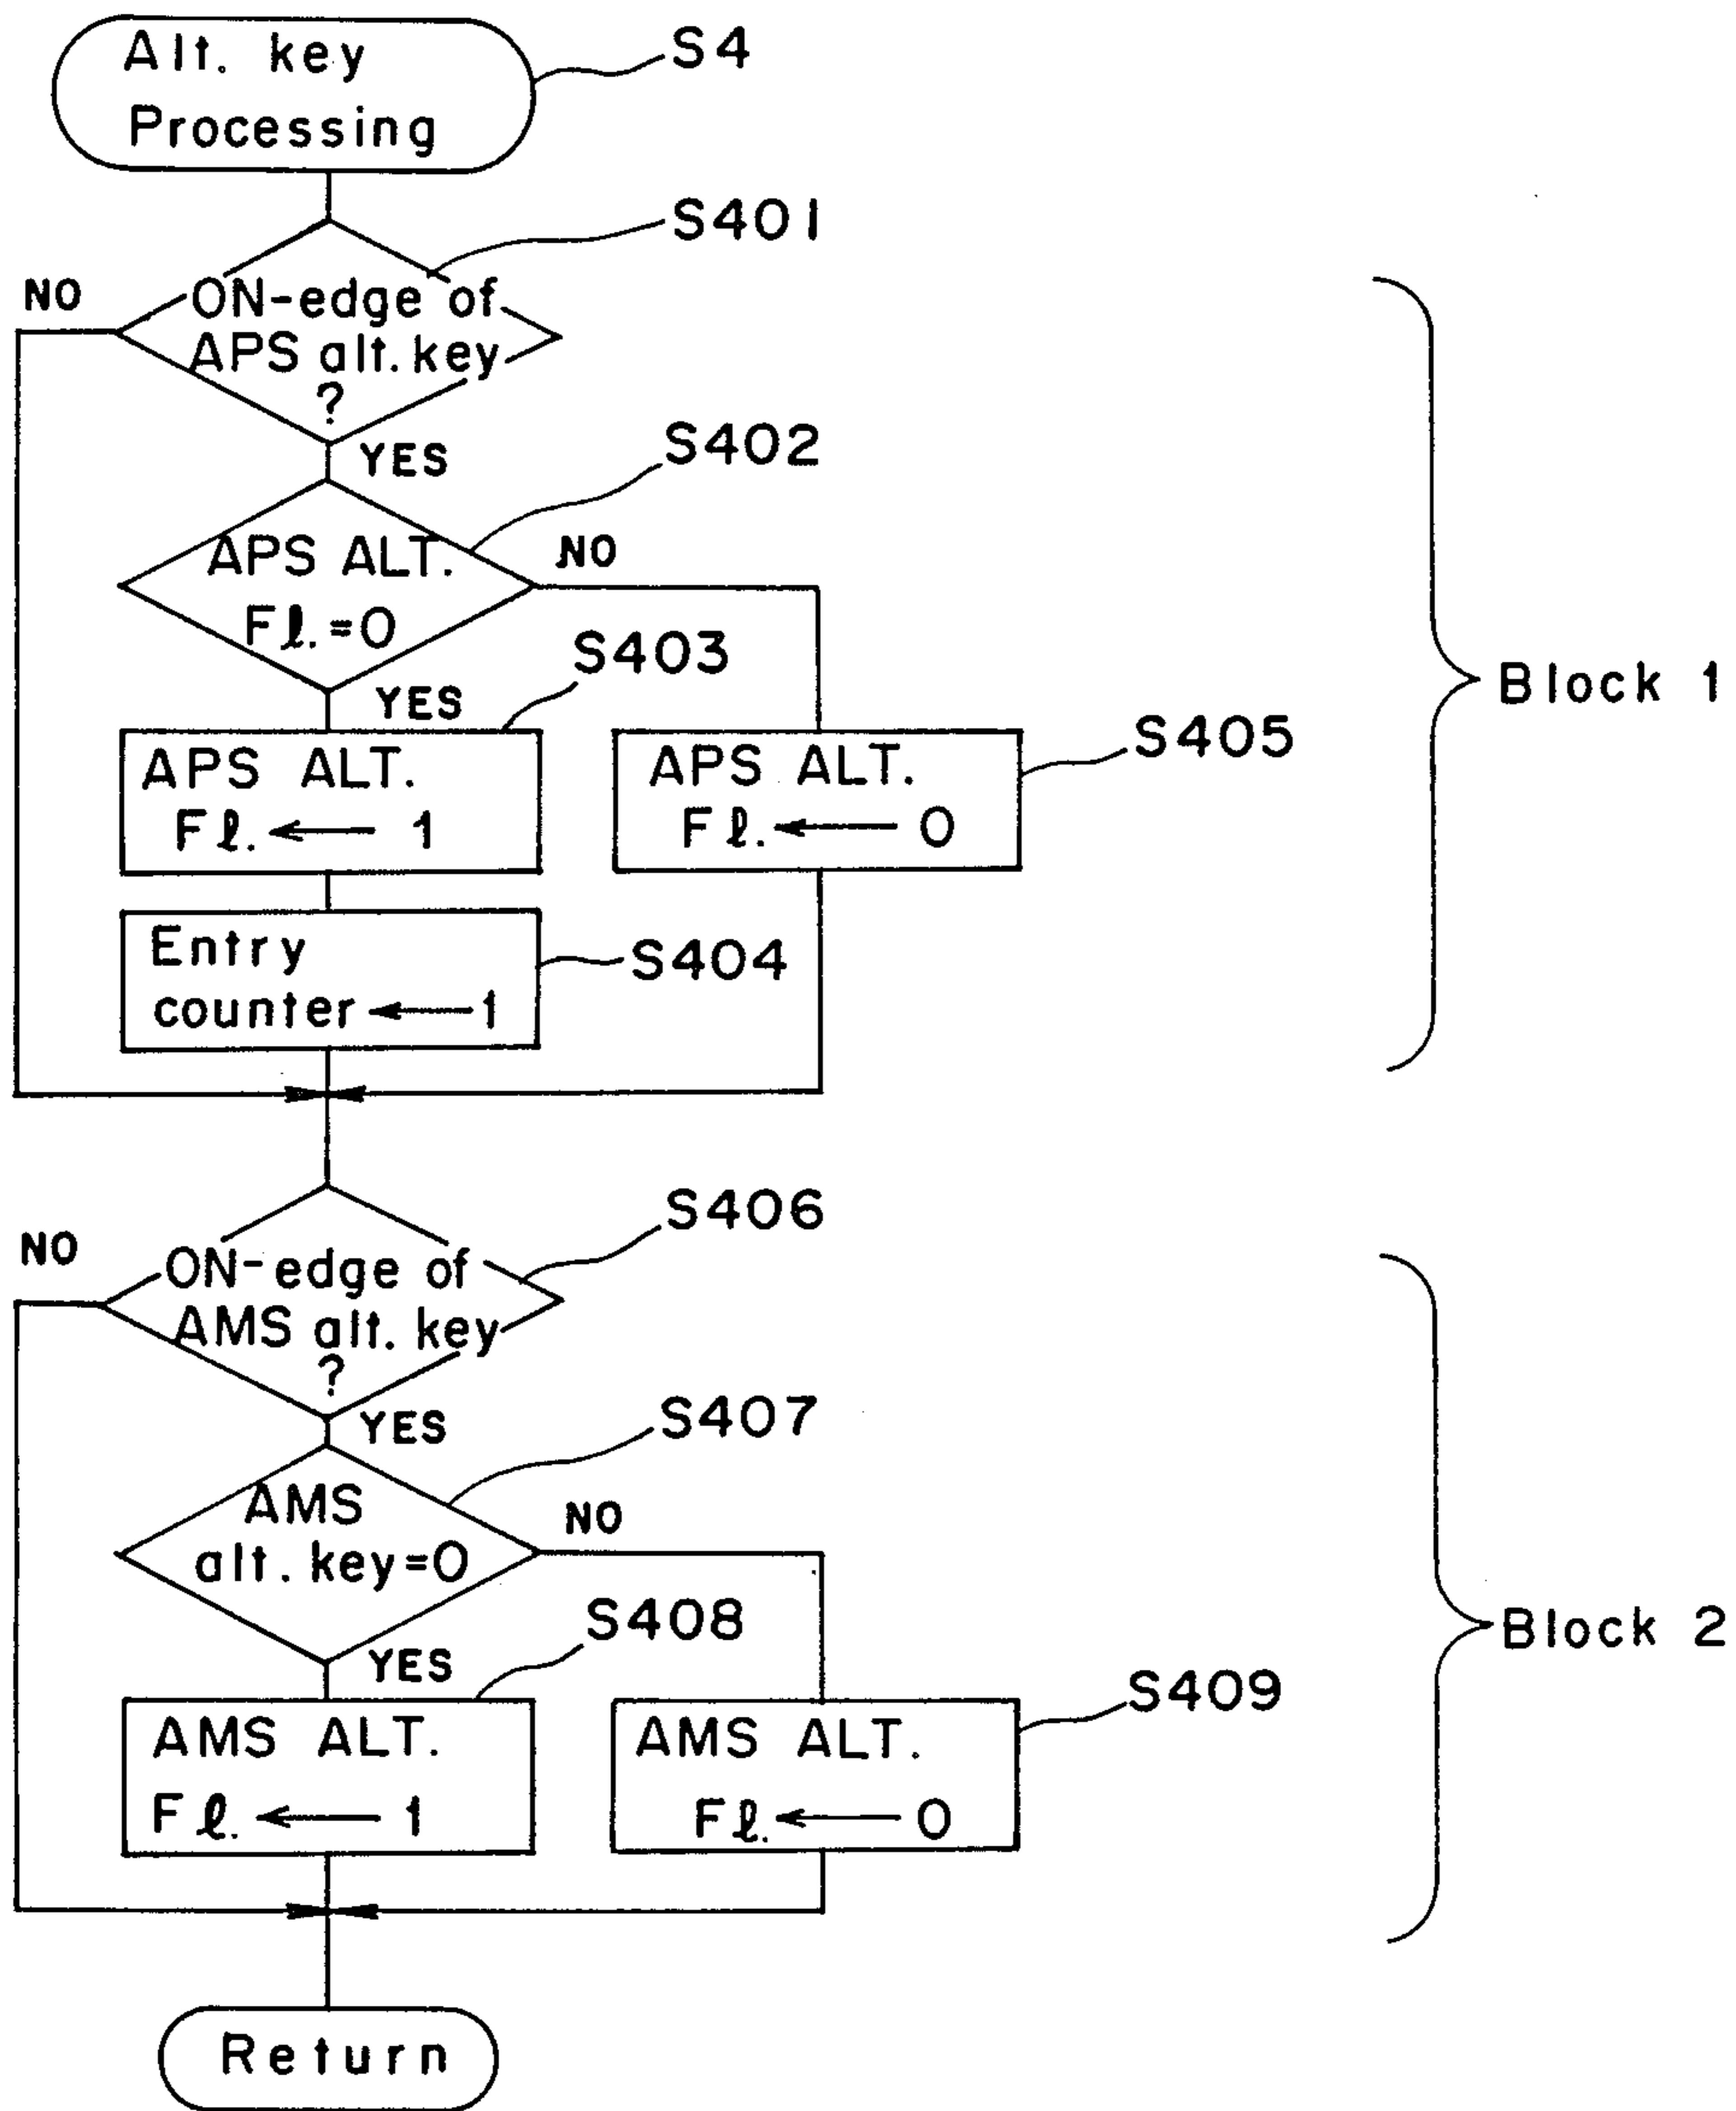 Alt. key
Processing
S4
S401
NO
ON-edge of
APS alt. key
?
YES
S402
APS ALT.
Fl.=0
NO
S403
YES
APS ALT.
Fl. ← 1
APS ALT.
Fl. ← 0
S405
Block 1
Entry
counter ← 1
S404
S406
NO
ON-edge of
AMS alt. key
?
YES
S407
AMS
alt. key=0
NO
S408
YES
AMS ALT.
Fl. ← 1
AMS ALT.
Fl. ← 0
S409
Block 2
Return